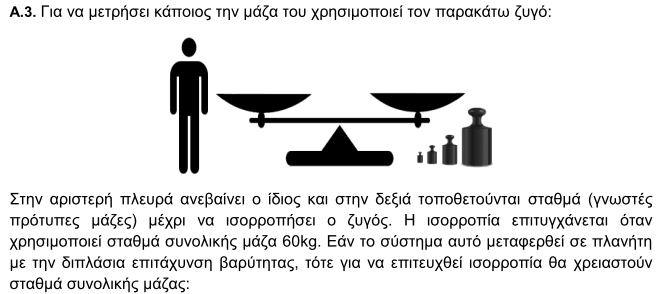 Α.3. Για να μετρήσει κάποιος την μάζα του χρησιμοποιεί τον παρακάτω ζυγό:
Στην αριστερή πλευρά ανεβαίνει ο ίδιος και στην δεξιά τοποθετούνται σταθμά (γνωστές
πρότυπες μάζες) μέχρι να ισορροπήσει ο ζυγός. Η ισορροπία επιτυγχάνεται όταν
χρησιμοποιεί σταθμά συνολικής μάζα 60kg. Εάν το σύστημα αυτό μεταφερθεί σε πλανήτη
με την διπλάσια επιτάχυνση βαρύτητας, τότε για να επιτευχθεί ισορροπία θα χρειαστούν
σταθμά συνολικής μάζας: